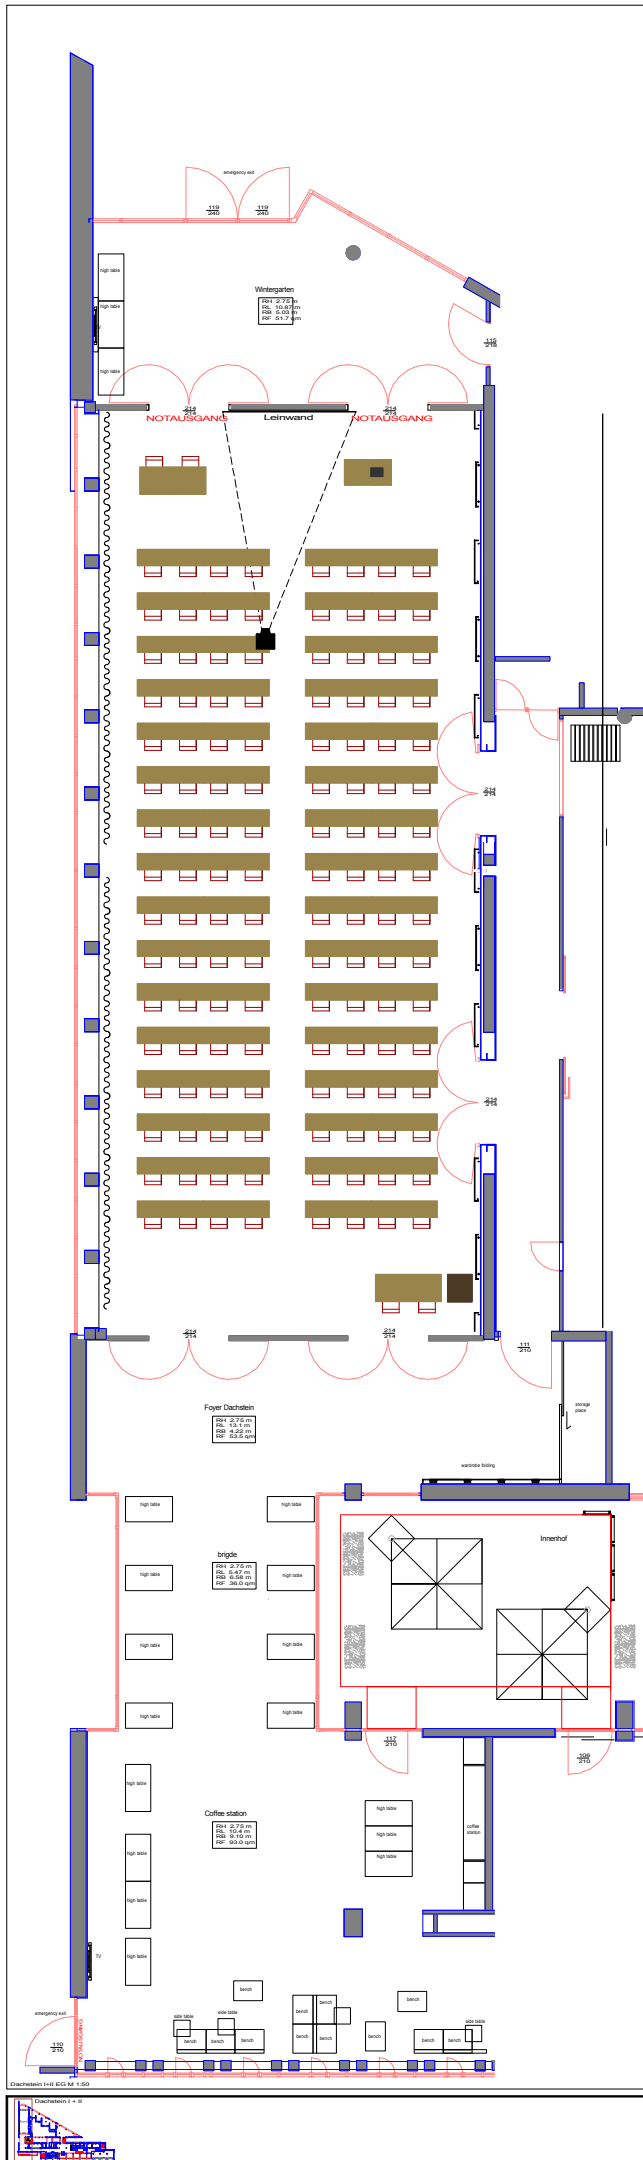 emergency exit
119
240
119
240
high table
high table
high table
TV
Wintergarten
RH 2.75 m
RL 10.87 m
RB 5.03 m
RF 51.7 qm
115
218
214
214
214
214
NOTAUSGANG
Leinwand
NOTAUSGANG
214
214
214
214
214
214
214
214
111
210
Foyer Dachstein
RH 2.75 m
RL 13.1 m
RB 4.22 m
RF 53.5 qm
storage
place
wardrobe folding
high table
high table
Innenhof
brigde
RH 2.75 m
RL 5.47 m
RB 6.58 m
RF 36.0 qm
high table
high table
high table
high table
high table
high table
117
210
106
210
high table
Coffee station
RH 2.75 m
RL 10.4 m
RB 9.10 m
RF 93.0 qm
high table
high table
high table
coffee
station
high table
high table
high table
TV
bench
bench
emergency exit
110
210
NOTAUSGANG
side table
side table
bench
bench
bench
bench
bench
bench
bench
bench
side table
bench
bench
Dachstein I+II EG M 1:50
Dachstein I + II